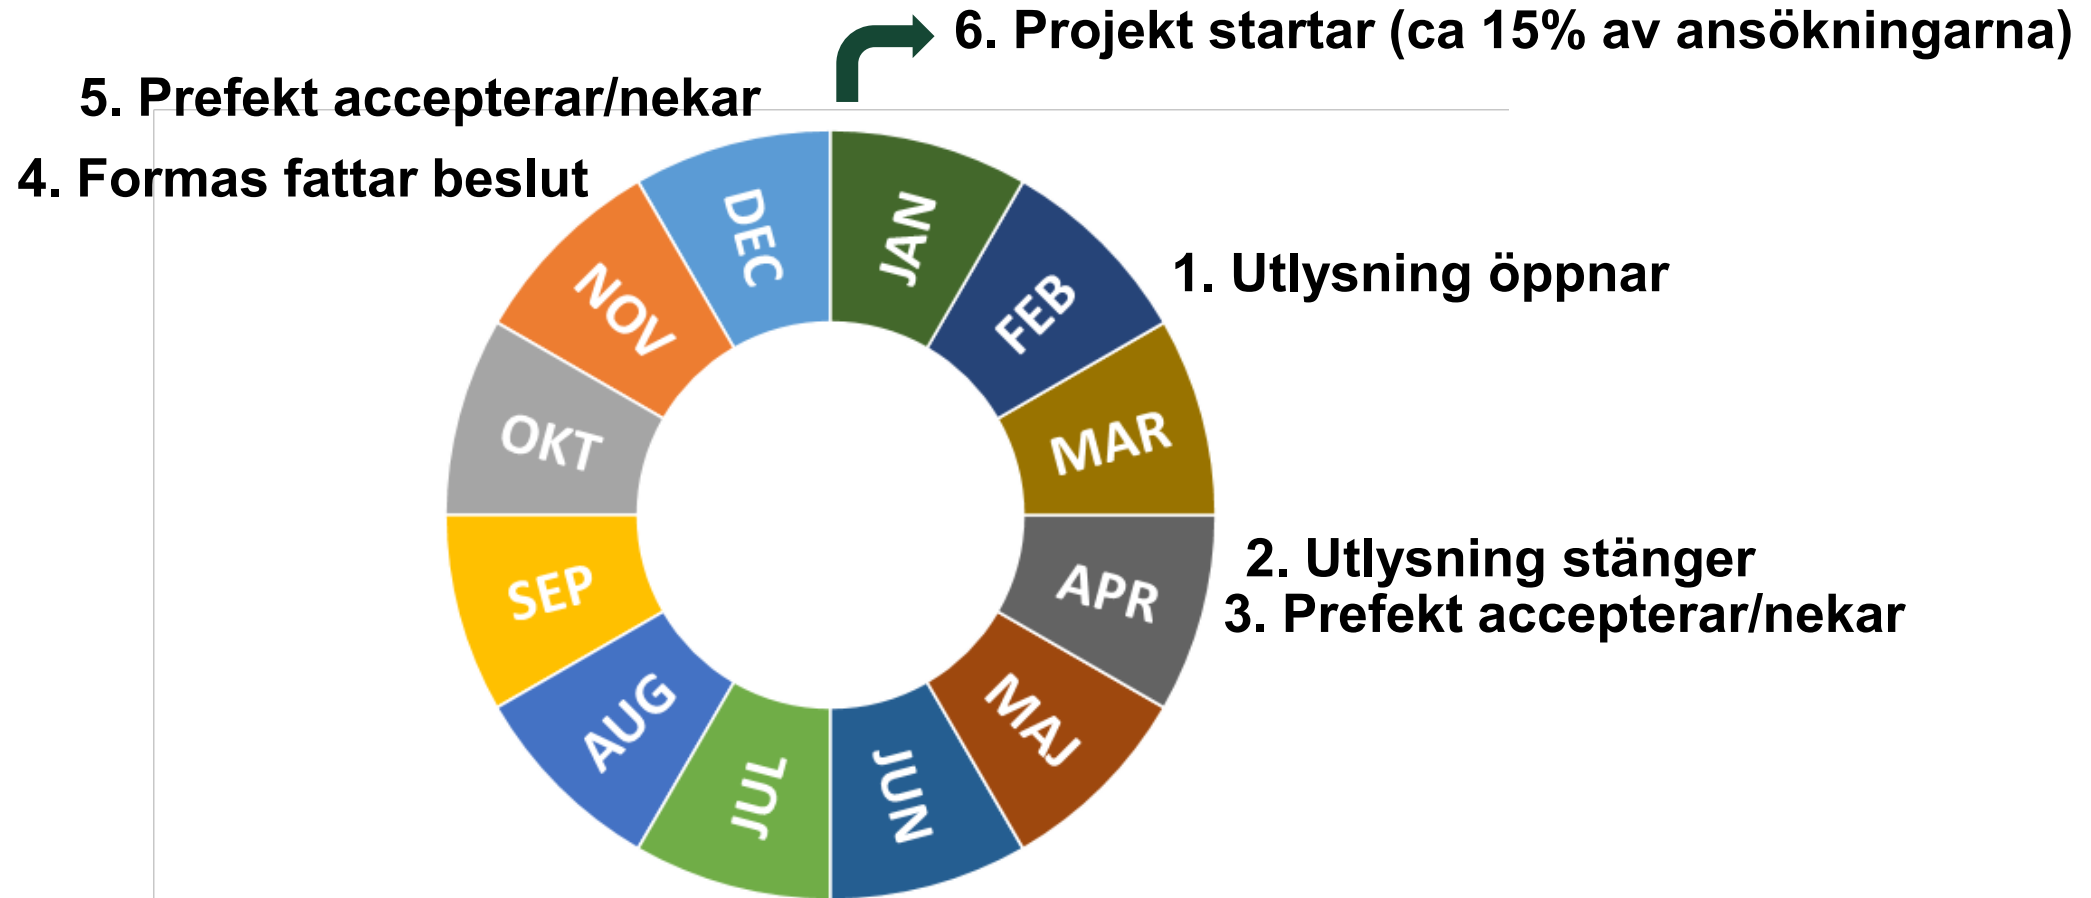 6. Projekt startar (ca 15% av ansökningarna)
5. Prefekt accepterar/nekar
4. Formas fattar beslut
1. Utlysning öppnar
2. Utlysning stänger
3. Prefekt accepterar/nekar
JAN
FEB
MAR
APR
MAJ
JUN
JUL
AUG
SEP
OKT
NOV
DEC